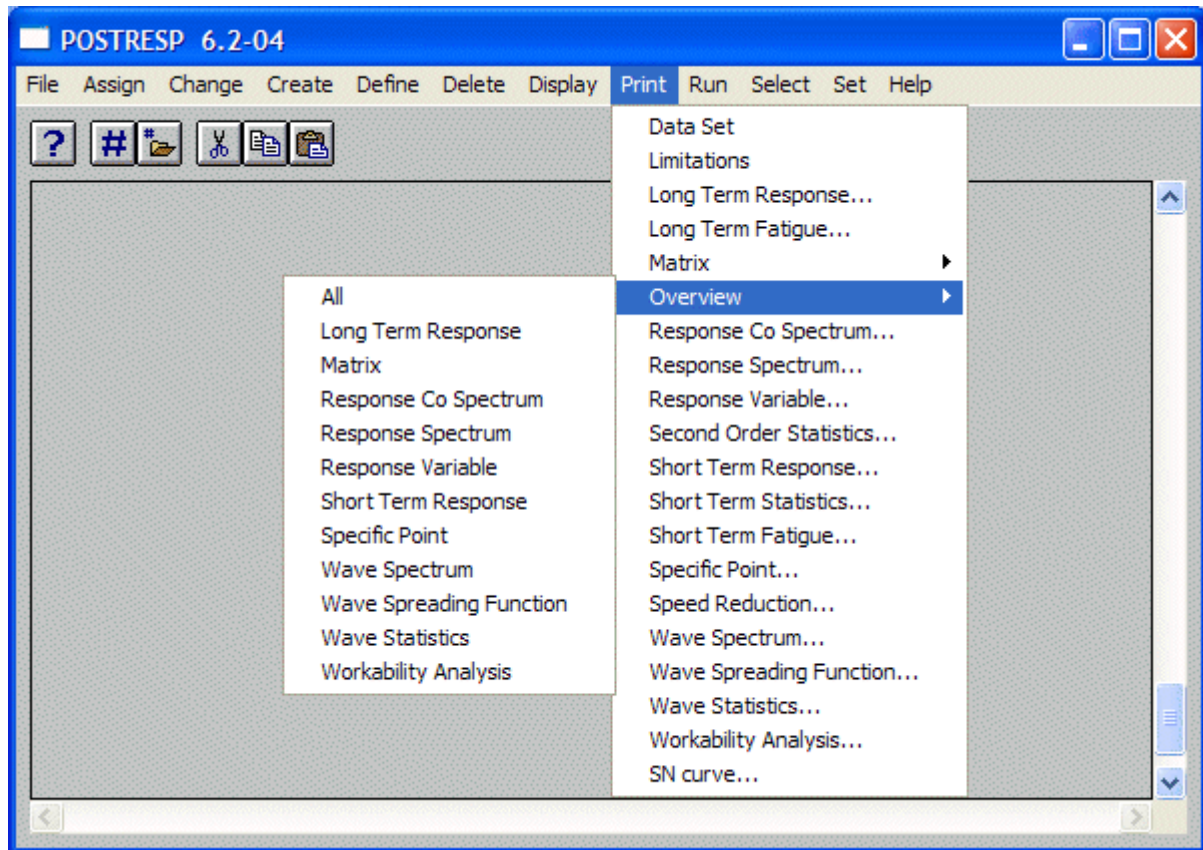 POSTRESP 6.2-04
File Assign Change Create Define Delete Display Print Run Select Set Help
? # #
Data Set
Limitations
Long Term Response...
Long Term Fatigue...
Matrix
Overview
Response Co Spectrum...
Response Spectrum...
Response Variable...
Second Order Statistics...
Short Term Response...
Short Term Statistics...
Short Term Fatigue...
Specific Point...
Speed Reduction...
Wave Spectrum...
Wave Spreading Function...
Wave Statistics...
Workability Analysis...
SN curve...
All
Long Term Response
Matrix
Response Co Spectrum
Response Spectrum
Response Variable
Short Term Response
Specific Point
Wave Spectrum
Wave Spreading Function
Wave Statistics
Workability Analysis